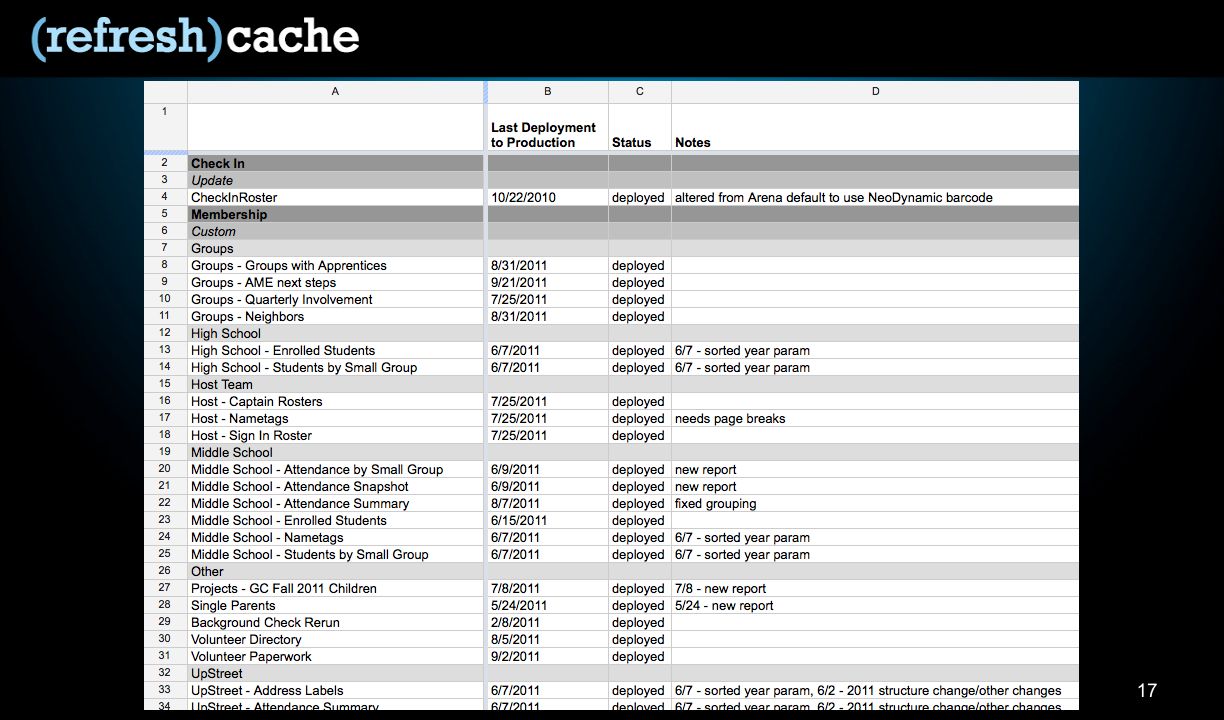 (refresh)cache
A B C D
1 Last Deployment to Production Status Notes
2 Check In
3 Update
4 CheckInRoster 10/22/2010 deployed altered from Arena default to use NeoDynamic barcode
5 Membership
6 Custom
7 Groups
8 Groups - Groups with Apprentices 8/31/2011 deployed
9 Groups - AME next steps 9/21/2011 deployed
10 Groups - Quarterly Involvement 7/25/2011 deployed
11 Groups - Neighbors 8/31/2011 deployed
12 High School
13 High School - Enrolled Students 6/7/2011 deployed 6/7 - sorted year param
14 High School - Students by Small Group 6/7/2011 deployed 6/7 - sorted year param
15 Host Team
16 Host - Captain Rosters 7/25/2011 deployed
17 Host - Nametags 7/25/2011 deployed needs page breaks
18 Host - Sign In Roster 7/25/2011 deployed
19 Middle School
20 Middle School - Attendance by Small Group 6/9/2011 deployed new report
21 Middle School - Attendance Snapshot 6/9/2011 deployed new report
22 Middle School - Attendance Summary 8/7/2011 deployed fixed grouping
23 Middle School - Enrolled Students 6/15/2011 deployed
24 Middle School - Nametags 6/7/2011 deployed 6/7 - sorted year param
25 Middle School - Students by Small Group 6/7/2011 deployed 6/7 - sorted year param
26 Other
27 Projects - GC Fall 2011 Children 7/8/2011 deployed 7/8 - new report
28 Single Parents 5/24/2011 deployed 5/24 - new report
29 Background Check Rerun 2/8/2011 deployed
30 Volunteer Directory 8/5/2011 deployed
31 Volunteer Paperwork 9/2/2011 deployed
32 UpStreet
33 UpStreet - Address Labels 6/7/2011 deployed 6/7 - sorted year param, 6/2 - 2011 structure change/other changes
34 UpStreet - Attendance Summary 6/7/2011 deployed 6/7 - sorted year param, 6/2 - 2011 structure change/other changes
17